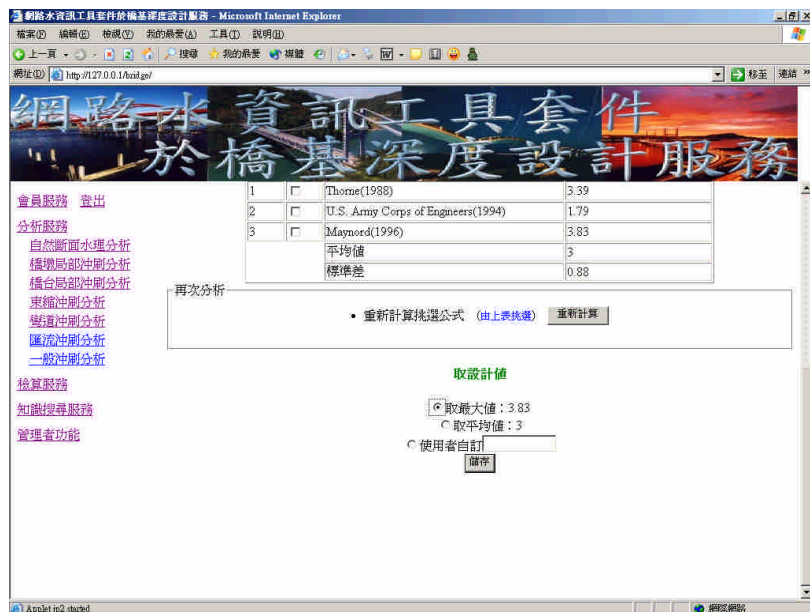 網路水資訊工具套件於橋基深度設計服務 - Microsoft Internet Explorer
檔案(F) 編輯(E) 檢視(V) 我的最愛(A) 工具(T) 說明(H)
上一頁 搜尋 我的最愛 媒體
網址(D) http://127.0.0.1/bridge/ 移至 連結 »
網路水資訊工具套件
於橋基深度設計服務
會員服務 登出
分析服務
自然斷面水理分析
橋墩局部沖刷分析
橋台局部沖刷分析
束縮沖刷分析
彎道沖刷分析
匯流沖刷分析
一般沖刷分析
檢算服務
知識搜尋服務
管理者功能
1 Thorne(1988) 3.39
2 U.S. Army Corps of Engineers(1994) 1.79
3 Maynord(1996) 3.83
平均值 3
標準差 0.88
再次分析
• 重新計算挑選公式 (由上表挑選) 重新計算
取設計值
取最大值：3.83
取平均值：3
使用者自訂
儲存
Applet jp2 started 網際網路